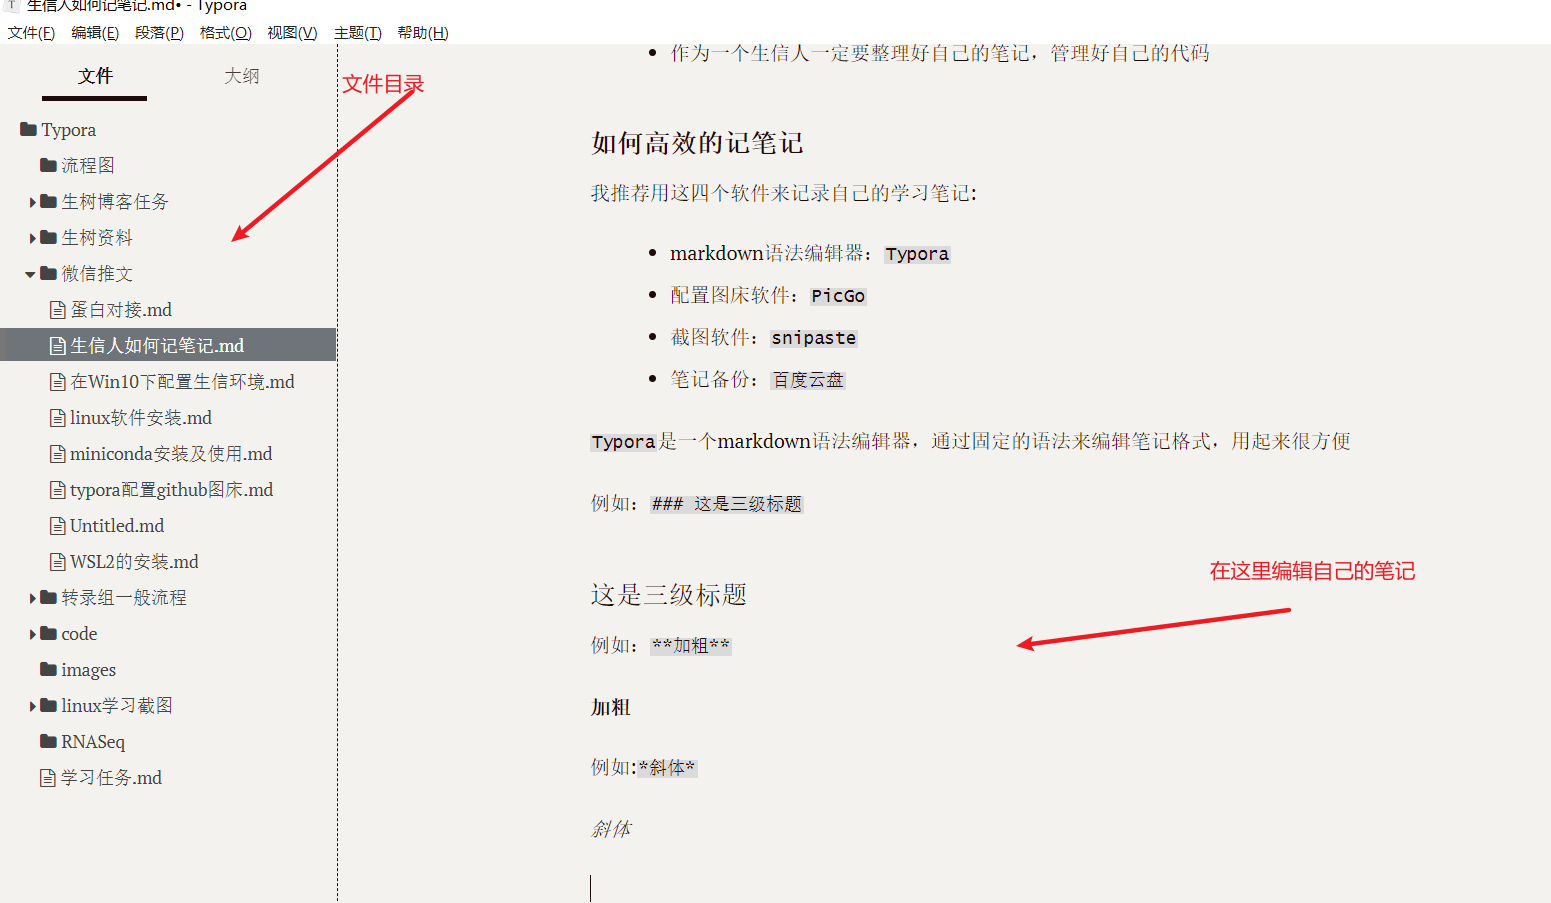 T 生信人如何记笔记.md• - Typora
文件(F) 编辑(E) 段落(P) 格式(O) 视图(V) 主题(T) 帮助(H)
文件 大纲
文件目录
Typora
流程图
生树博客任务
生树资料
微信推文
蛋白对接.md
生信人如何记笔记.md
在Win10下配置生信环境.md
linux软件安装.md
miniconda安装及使用.md
typora配置github图床.md
Untitled.md
WSL2的安装.md
转录组一般流程
code
images
linux学习截图
RNASeq
学习任务.md
• 作为一个生信人一定要整理好自己的笔记，管理好自己的代码
如何高效的记笔记
我推荐用这四个软件来记录自己的学习笔记:
• markdown语法编辑器：Typora
• 配置图床软件：PicGo
• 截图软件：snipaste
• 笔记备份：百度云盘
Typora是一个markdown语法编辑器，通过固定的语法来编辑笔记格式，用起来很方便
例如：### 这是三级标题
在这里编辑自己的笔记
这是三级标题
例如：**加粗**
加粗
例如:*斜体*
斜体